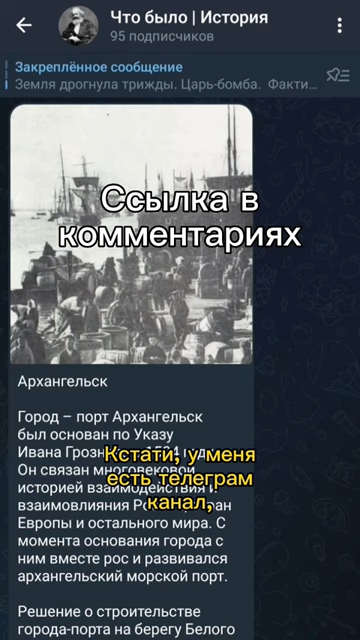 Что было | История
95 подписчиков
Закреплённое сообщение
Земля дрогнула трижды. Царь-бомба. Факти...
Ссылка в
комментариях
Архангельск
Город – порт Архангельск
был основан по Указу
Ивана
Кстати, у меня
Он связан многовековой
есть телеграм
историей взаимодействия и
канал,
взаимовлияния
Европы и остального мира. С
момента основания города с
ним вместе рос и развивался
архангельский морской порт.
Решение о строительстве
города-порта на берегу Белого